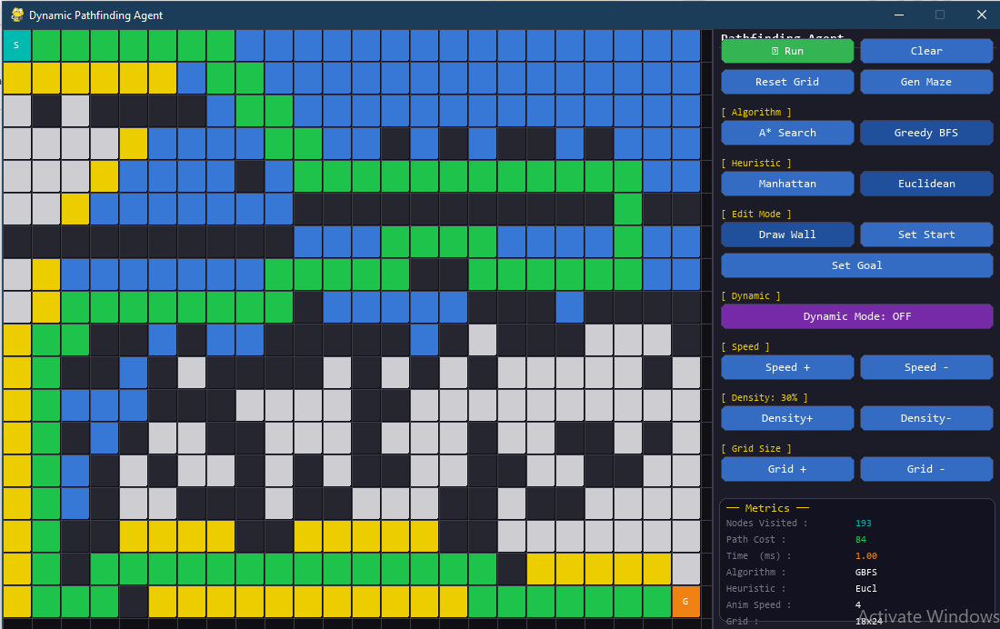 Dynamic Pathfinding Agent
S
G
Pathfinding Agent
Run
Clear
Reset Grid
Gen Maze
[ Algorithm ]
A* Search
Greedy BFS
[ Heuristic ]
Manhattan
Euclidean
[ Edit Mode ]
Draw Wall
Set Start
Set Goal
[ Dynamic ]
Dynamic Mode: OFF
[ Speed ]
Speed +
Speed -
[ Density: 30% ]
Density+
Density-
[ Grid Size ]
Grid +
Grid -
Metrics
Nodes Visited : 193
Path Cost : 84
Time (ms) : 1.00
Algorithm : GBFS
Heuristic : Eucl
Anim Speed : 4
Grid : 18x24
Activate Windows